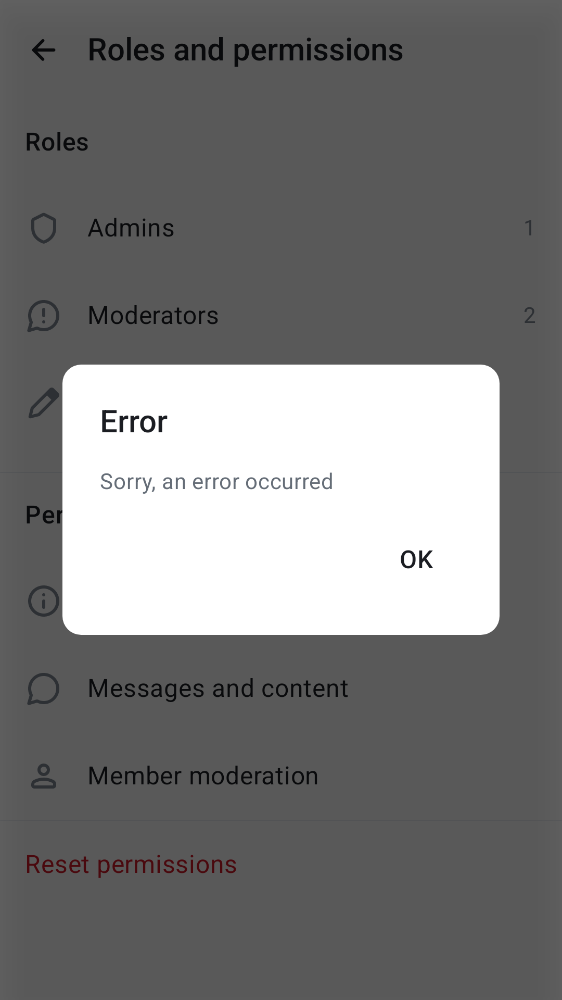 Roles and permissions
Roles
Admins 1
Moderators 2
Error
Sorry, an error occurred
Per
OK
Messages and content
Member moderation
Reset permissions